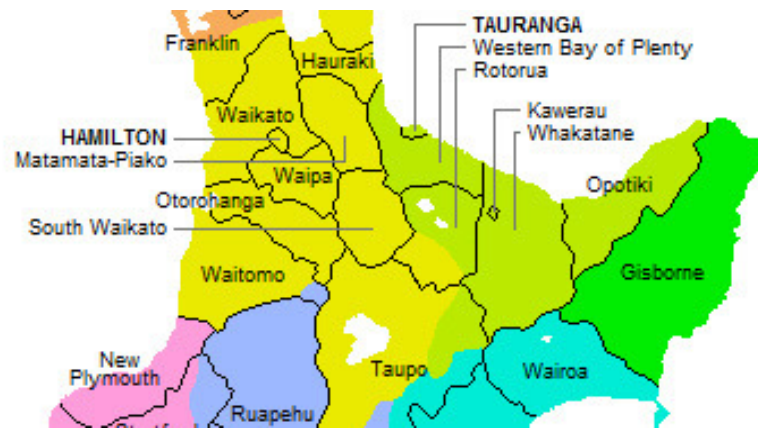 TAURANGA
Franklin
Western Bay of Plenty
Hauraki
Rotorua
Waikato
Kawerau
HAMILTON
Whakatane
Matamata-Piako
Waipa
Opotiki
Otorohanga
South Waikato
Waitomo
Gisborne
New
Plymouth
Taupo
Wairoa
Ruapehu